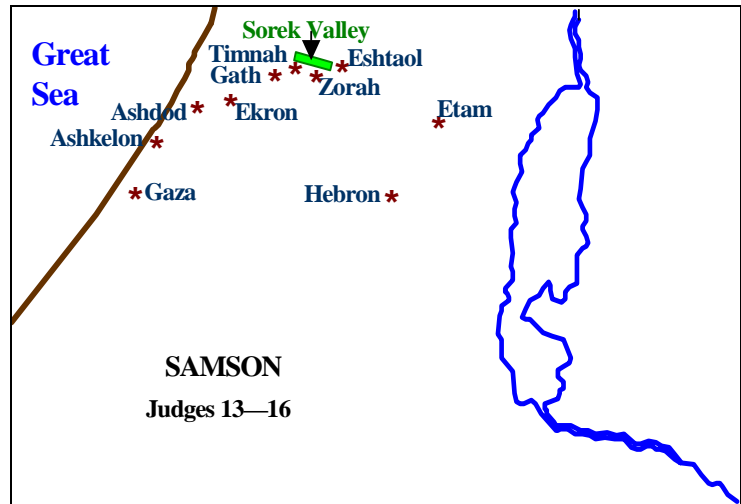 Sorek Valley
Great
Sea
Timnah
Eshtaol
Gath
Zorah
Ashdod
Ekron
Etam
Ashkelon
Gaza
Hebron
SAMSON
Judges 13—16